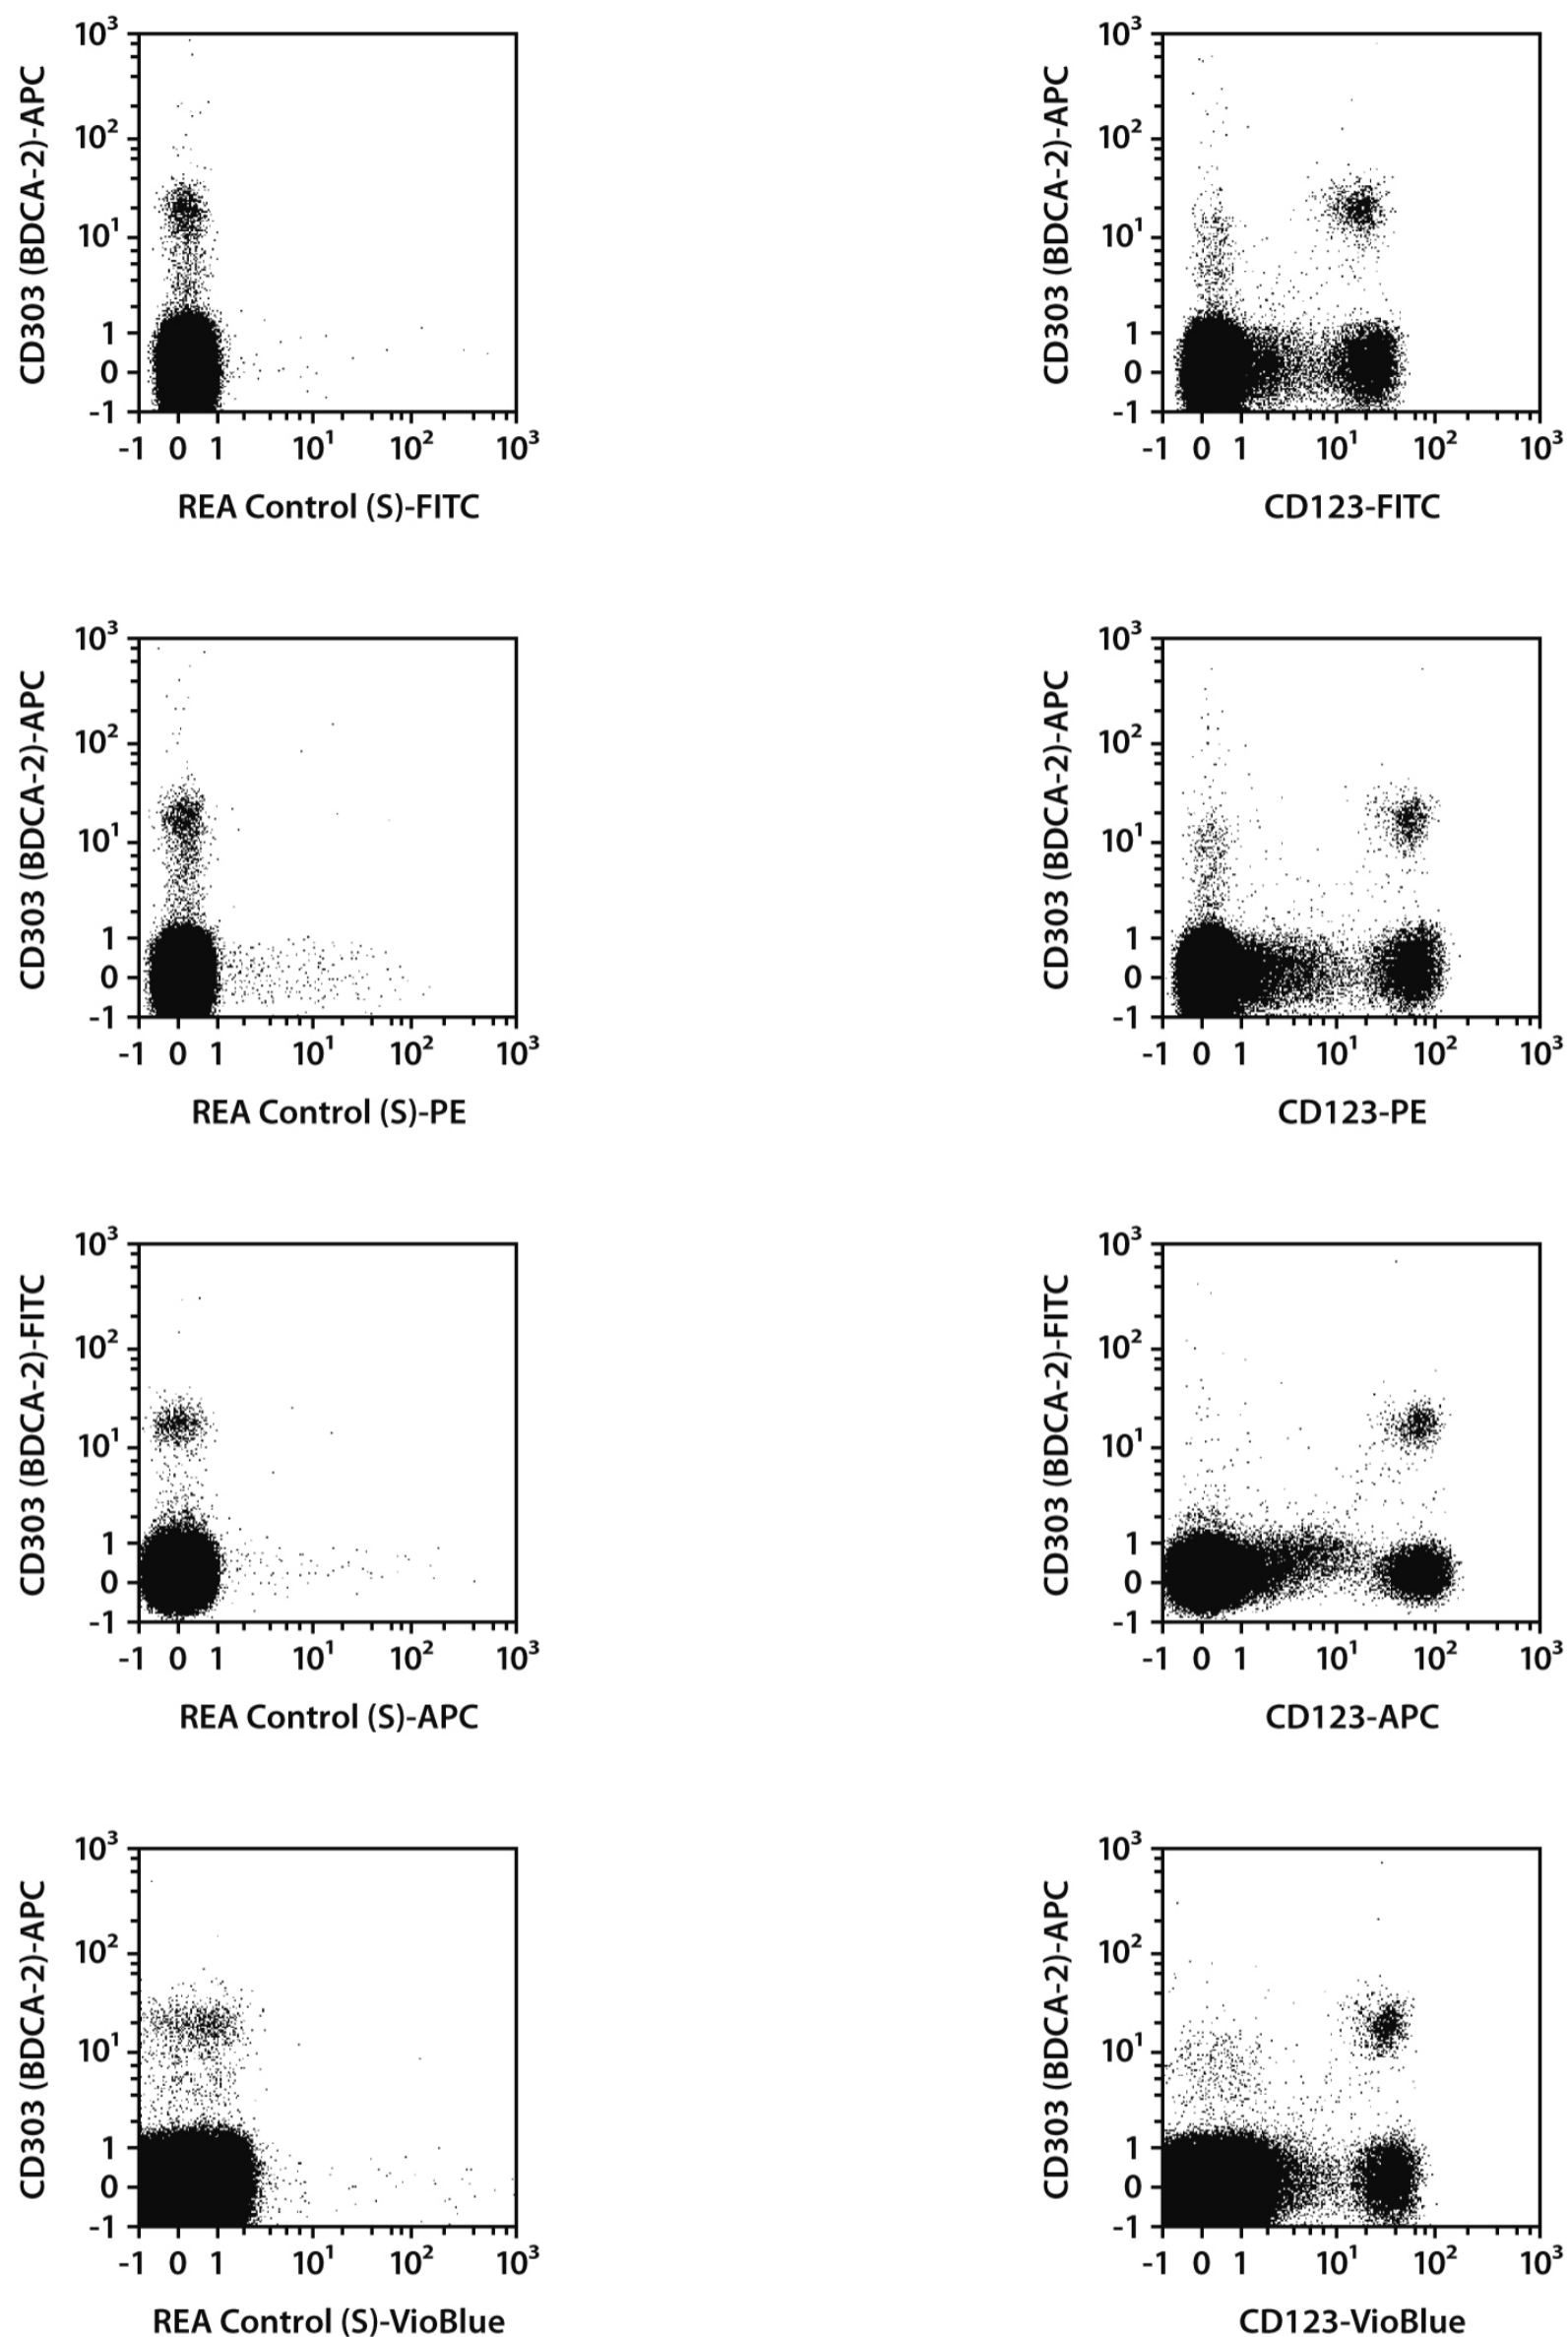 CD303 (BDCA-2)-APC
10³
10²
10¹
1
0
-1
-1 0 1 10¹ 10² 10³
REA Control (S)-FITC
CD303 (BDCA-2)-APC
10³
10²
10¹
1
0
-1
-1 0 1 10¹ 10² 10³
CD123-FITC
CD303 (BDCA-2)-APC
10³
10²
10¹
1
0
-1
-1 0 1 10¹ 10² 10³
REA Control (S)-PE
CD303 (BDCA-2)-APC
10³
10²
10¹
1
0
-1
-1 0 1 10¹ 10² 10³
CD123-PE
CD303 (BDCA-2)-FITC
10³
10²
10¹
1
0
-1
-1 0 1 10¹ 10² 10³
REA Control (S)-APC
CD303 (BDCA-2)-FITC
10³
10²
10¹
1
0
-1
-1 0 1 10¹ 10² 10³
CD123-APC
CD303 (BDCA-2)-APC
10³
10²
10¹
1
0
-1
-1 0 1 10¹ 10² 10³
REA Control (S)-VioBlue
CD303 (BDCA-2)-APC
10³
10²
10¹
1
0
-1
-1 0 1 10¹ 10² 10³
CD123-VioBlue